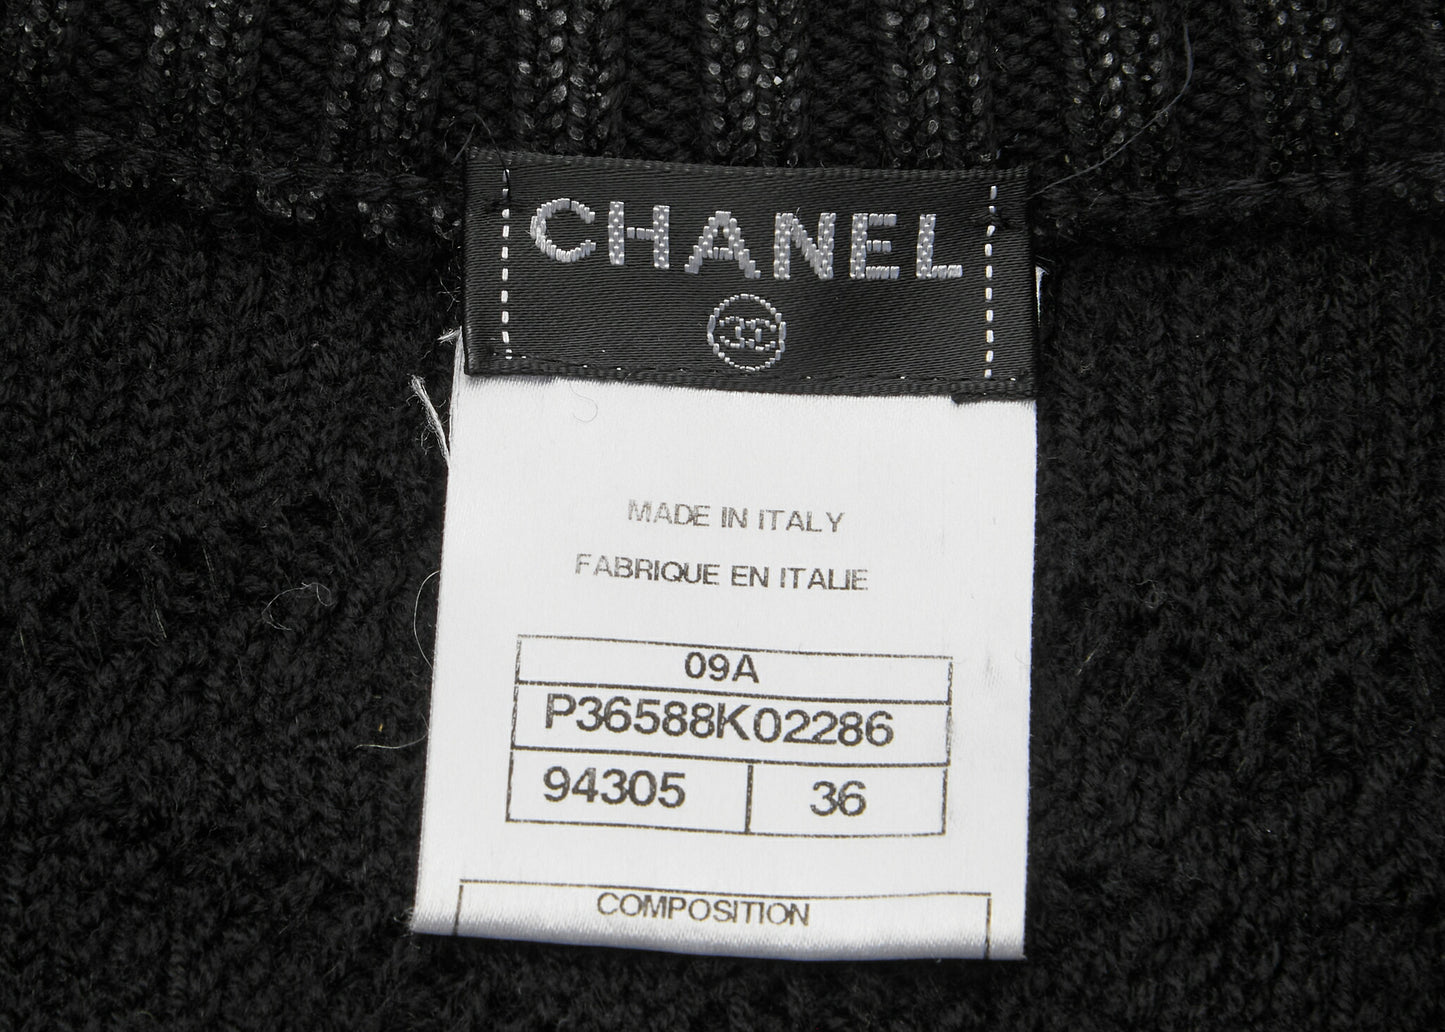 CHANEL
MADE IN ITALY
FABRIQUE EN ITALIE
09A
P36588K02286
94305 36
COMPOSITION